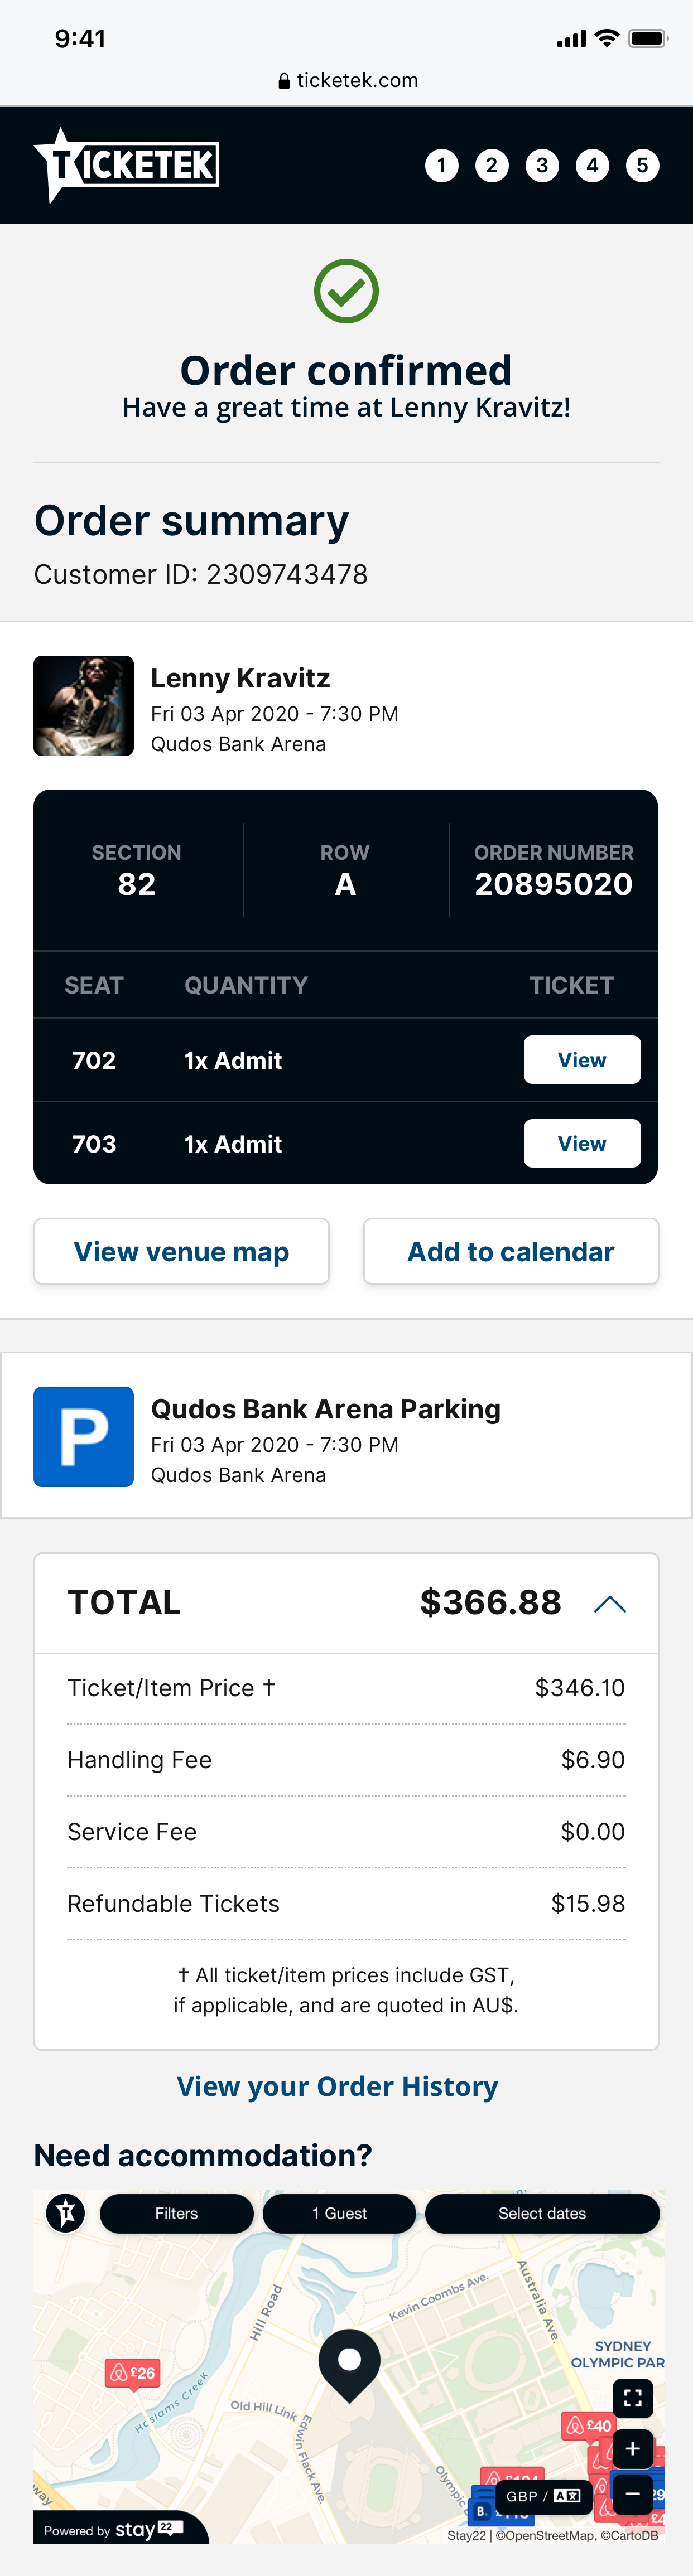 9:41
ticketek.com
TICKETEK
1 2 3 4 5
Order confirmed
Have a great time at Lenny Kravitz!
Order summary
Customer ID: 2309743478
Lenny Kravitz
Fri 03 Apr 2020 - 7:30 PM
Qudos Bank Arena
SECTION ROW ORDER NUMBER
82 A 20895020
SEAT QUANTITY TICKET
702 1x Admit View
703 1x Admit View
View venue map Add to calendar
P
Qudos Bank Arena Parking
Fri 03 Apr 2020 - 7:30 PM
Qudos Bank Arena
TOTAL $366.88
Ticket/Item Price † $346.10
Handling Fee $6.90
Service Fee $0.00
Refundable Tickets $15.98
† All ticket/item prices include GST,
if applicable, and are quoted in AU$.
View your Order History
Need accommodation?
T Filters 1 Guest Select dates
Hill Road
Kevin Coombs Ave.
Australia Ave.
SYDNEY
OLYMPIC PAR
£26
Haslams Creek
Old Hill Link
Edwin Flack Ave.
£40
+
Olympic
B.
GBP / A
−
way
Powered by stay22
Stay22 | ©OpenStreetMap, ©CartoDB